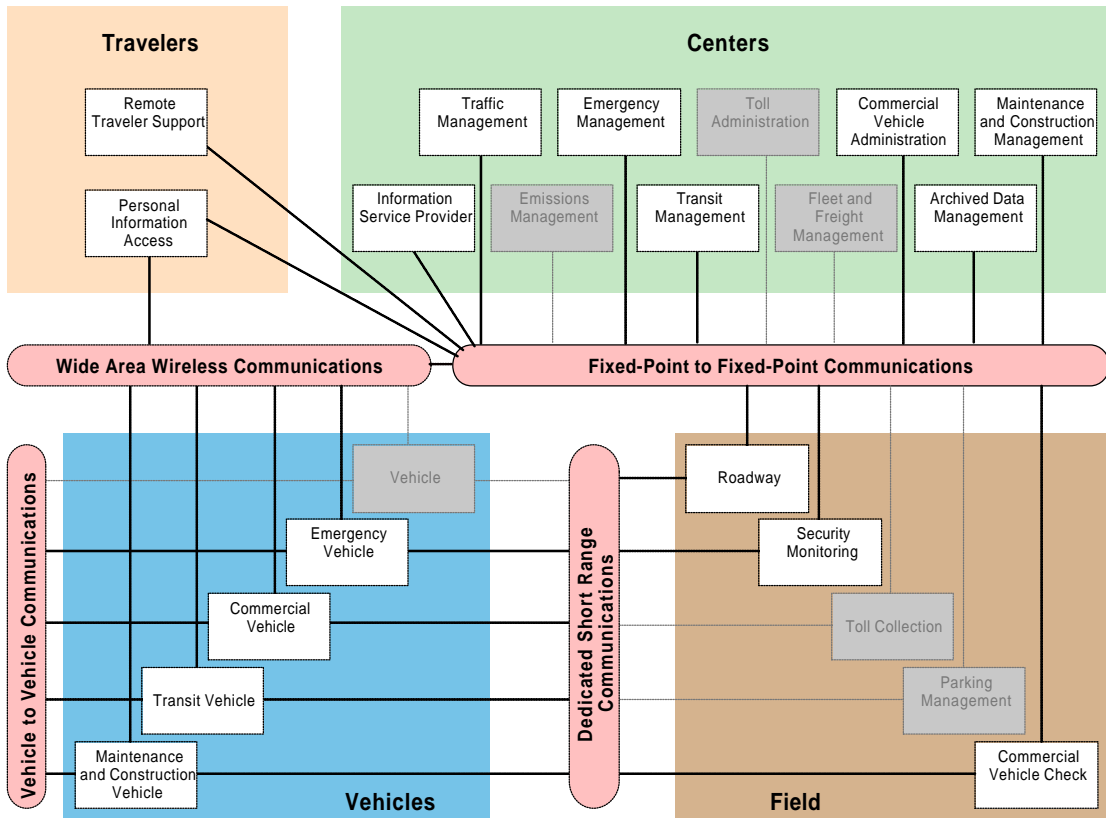 Travelers
Centers
Remote
Traveler Support
Traffic
Management
Emergency
Management
Toll
Administration
Commercial
Vehicle
Administration
Maintenance
and Construction
Management
Personal
Information
Access
Information
Service Provider
Emissions
Management
Transit
Management
Fleet and
Freight
Management
Archived Data
Management
Wide Area Wireless Communications
Fixed-Point to Fixed-Point Communications
Vehicle to Vehicle Communications
Vehicle
Emergency
Vehicle
Commercial
Vehicle
Transit Vehicle
Maintenance
and Construction
Vehicle
Vehicles
Dedicated Short Range
Communications
Roadway
Security
Monitoring
Toll Collection
Parking
Management
Commercial
Vehicle Check
Field